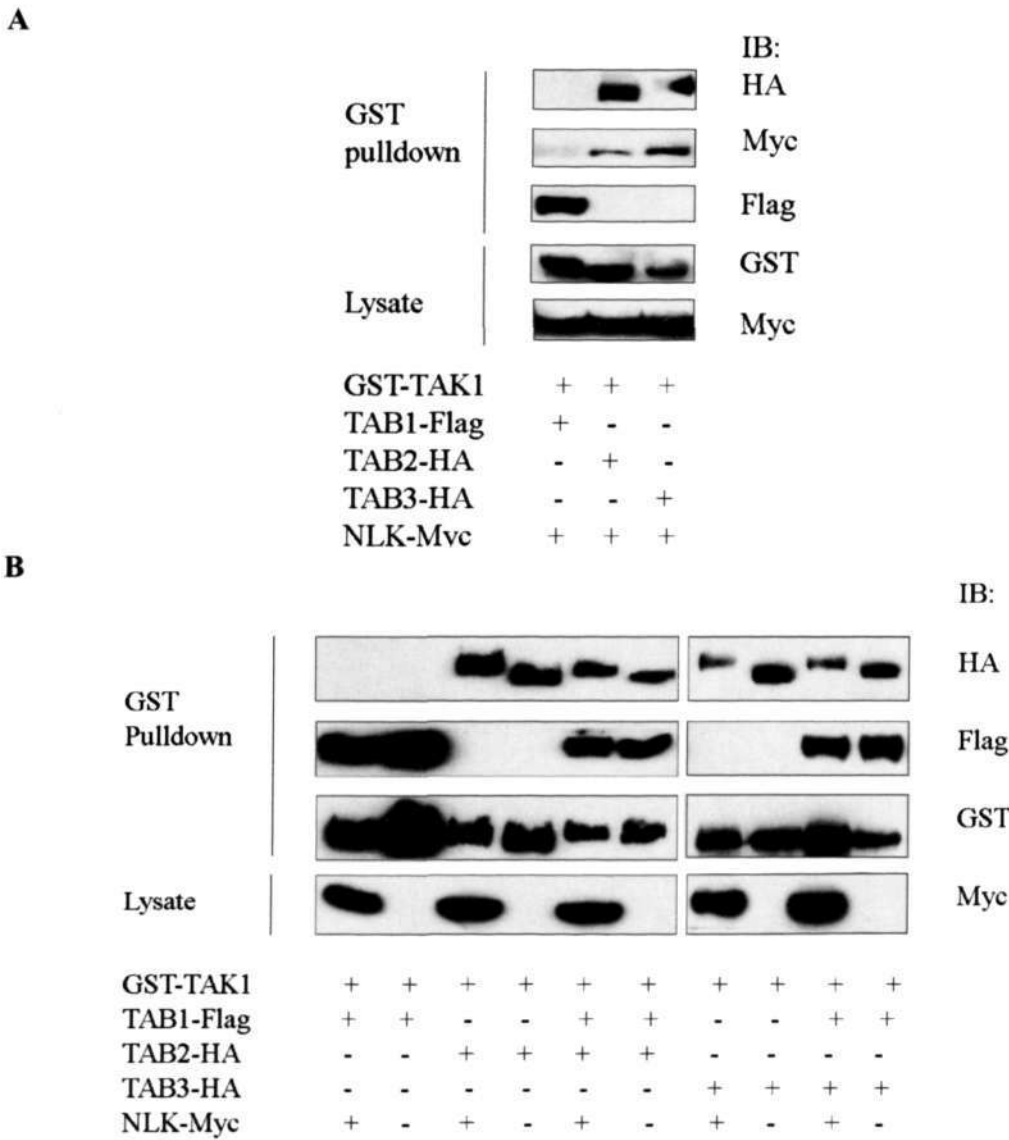 A
IB:
HA
GST
pulldown
Myc
Flag
GST
Lysate
Myc
GST-TAK1 + + +
TAB1-Flag + - -
TAB2-HA - + -
TAB3-HA - - +
NLK-Mvc + + +
B
IB:
HA
GST
Pulldown
Flag
GST
Lysate
Myc
GST-TAK1 + + + + + + + + + +
TAB1-Flag + + - - + + - - + +
TAB2-HA - - + + + + - - - -
TAB3-HA - - - - - - + + + +
NLK-Myc + - + - + - + - + -